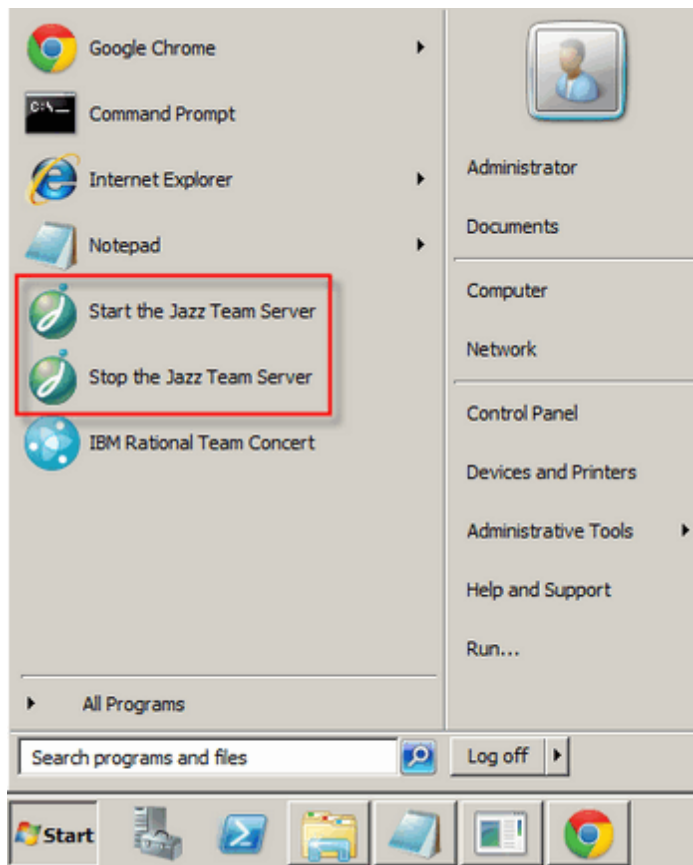 Google Chrome
Command Prompt
Internet Explorer
Notepad
Start the Jazz Team Server
Stop the Jazz Team Server
IBM Rational Team Concert
All Programs
Search programs and files
Administrator
Documents
Computer
Network
Control Panel
Devices and Printers
Administrative Tools
Help and Support
Run...
Log off
Start